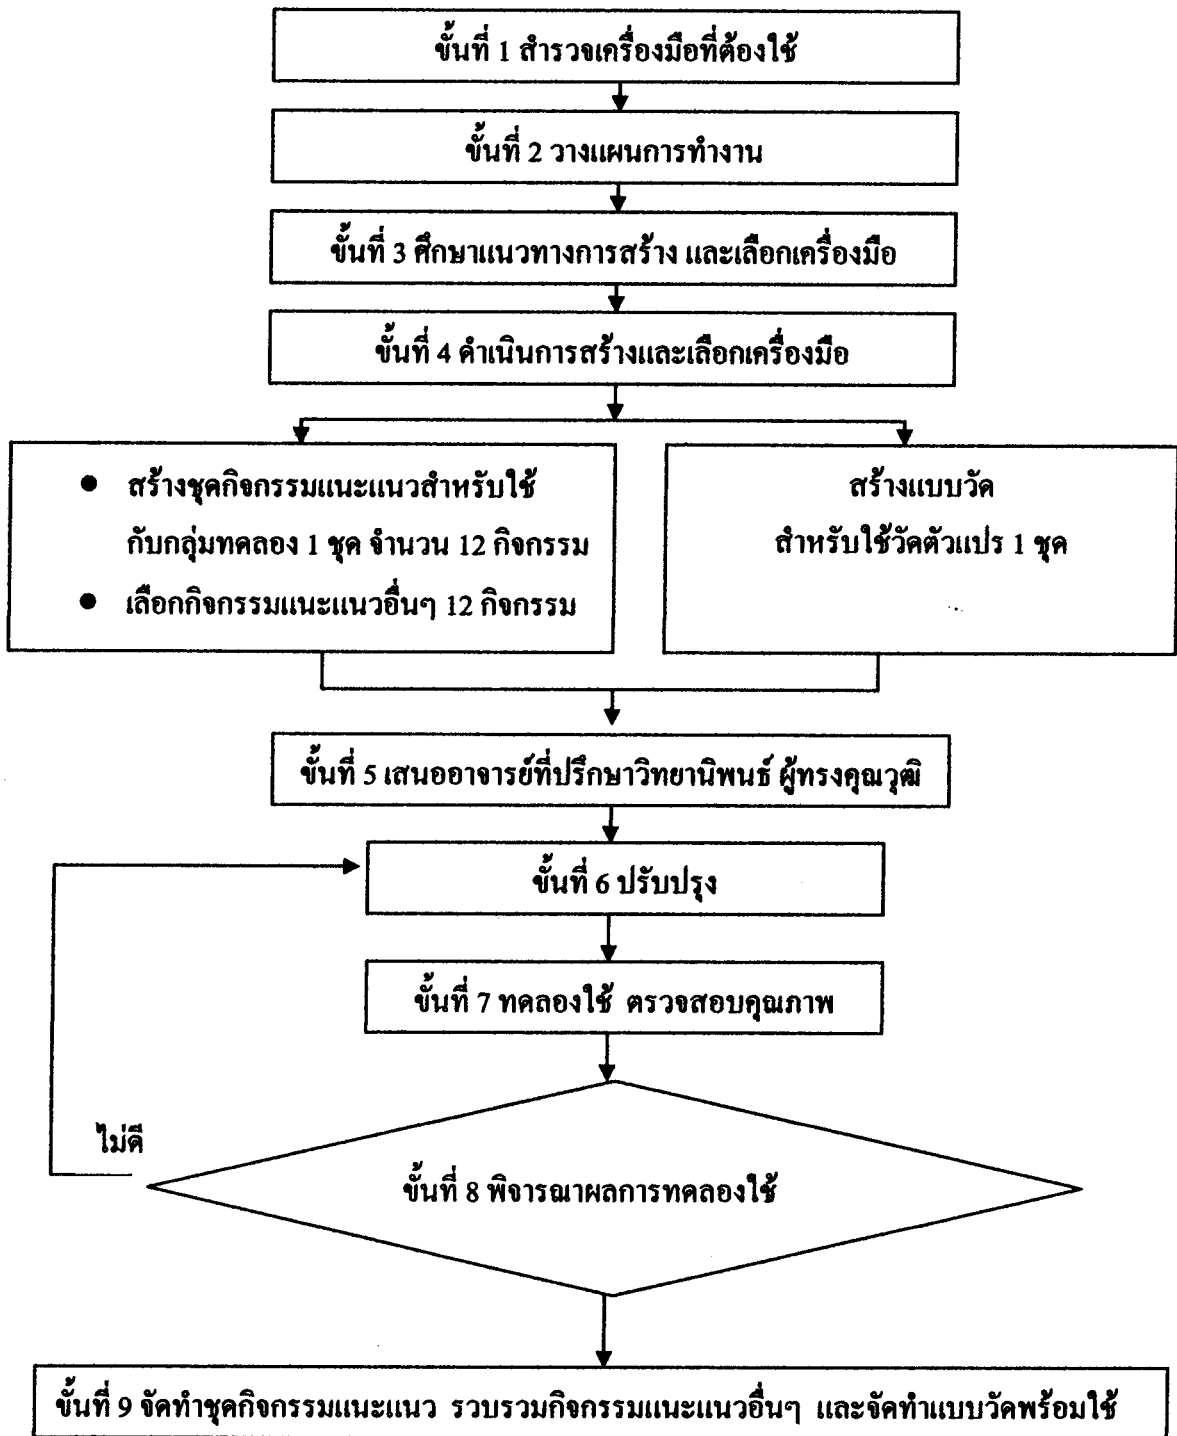 ขั้นที่ 1 สำรวจเครื่องมือที่ต้องใช้
ขั้นที่ 2 วางแผนการทำงาน
ขั้นที่ 3 ศึกษาแนวทางการสร้าง และเลือกเครื่องมือ
ขั้นที่ 4 ดำเนินการสร้างและเลือกเครื่องมือ
● สร้างชุดกิจกรรมแนะแนวสำหรับใช้
กับกลุ่มทดลอง 1 ชุด จำนวน 12 กิจกรรม
● เลือกกิจกรรมแนะแนวอื่นๆ 12 กิจกรรม
สร้างแบบวัด
สำหรับใช้วัดตัวแปร 1 ชุด
ขั้นที่ 5 เสนออาจารย์ที่ปรึกษาวิทยานิพนธ์ ผู้ทรงคุณวุฒิ
ขั้นที่ 6 ปรับปรุง
ขั้นที่ 7 ทดลองใช้ ตรวจสอบคุณภาพ
ไม่ดี
ขั้นที่ 8 พิจารณาผลการทดลองใช้
ขั้นที่ 9 จัดทำชุดกิจกรรมแนะแนว รวบรวมกิจกรรมแนะแนวอื่นๆ และจัดทำแบบวัดพร้อมใช้